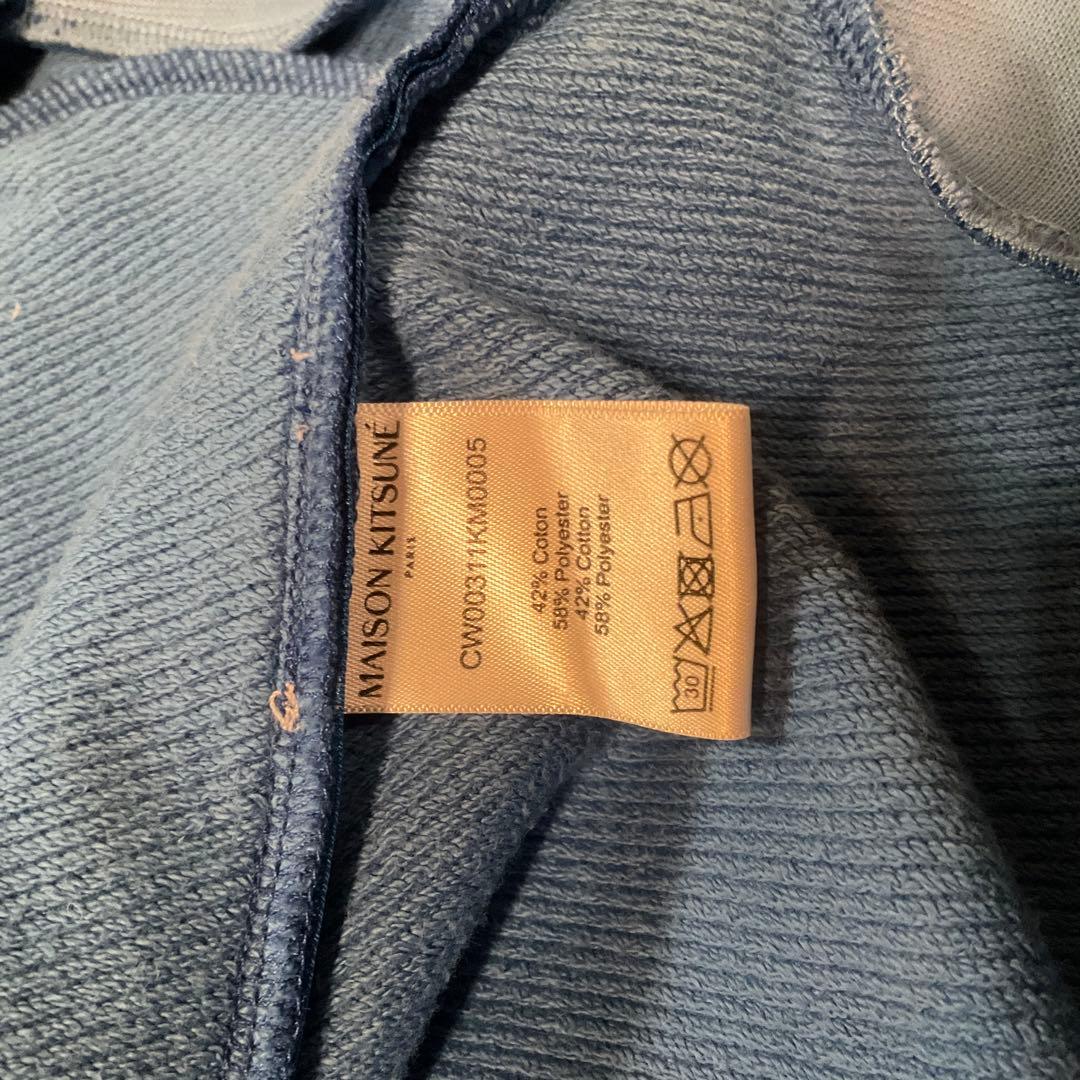 MAISON KITSUNÉ
PARIS
CW00311KM0005
42% Coton
58% Polyester
42% Cotton
58% Polyester
30